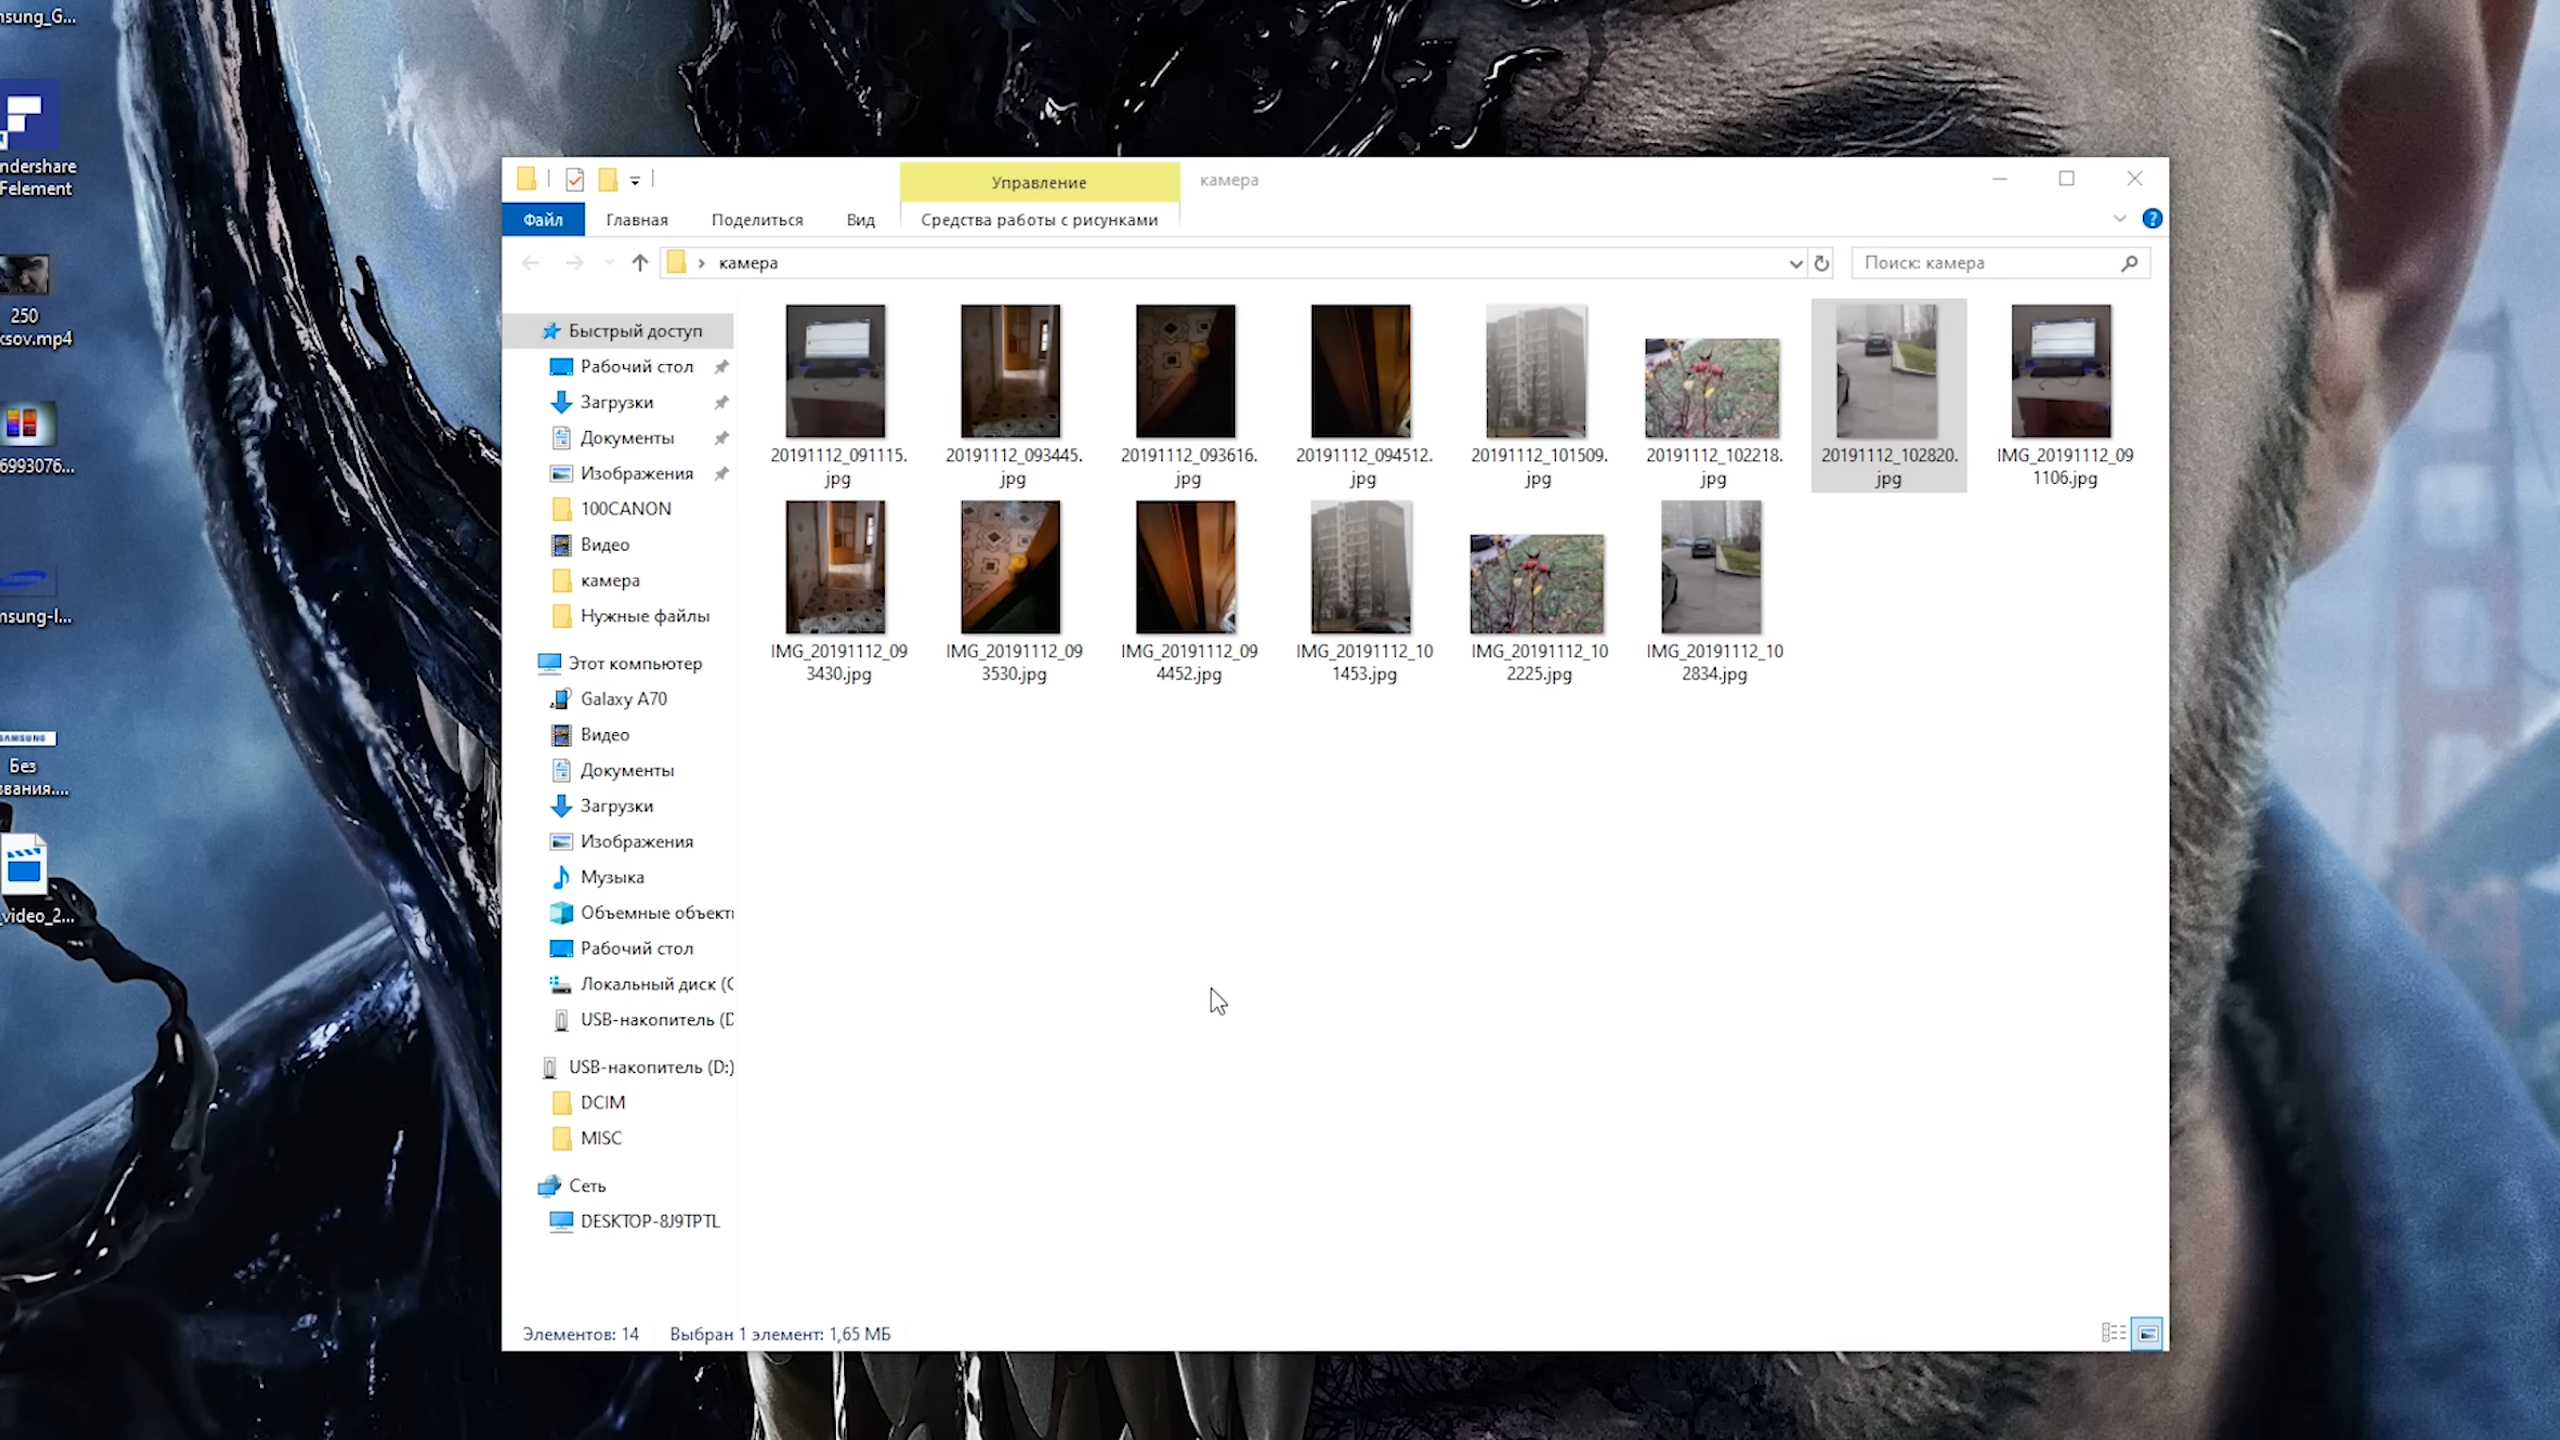 nsung_G...
ndershare
Felement
250
ksov.mp4
6993076...
nsung-l...
SAMSUNG
Без
звания....
video_2...
Управление
камера
Файл
Главная
Поделиться
Вид
Средства работы с рисунками
камера
Поиск: камера
Быстрый доступ
Рабочий стол
Загрузки
Документы
Изображения
100CANON
Видео
камера
Нужные файлы
Этот компьютер
Galaxy A70
Видео
Документы
Загрузки
Изображения
Музыка
Объемные объект
Рабочий стол
Локальный диск (C
USB-накопитель (D
USB-накопитель (D:)
DCIM
MISC
Сеть
DESKTOP-8J9TPTL
20191112_091115.
jpg
20191112_093445.
jpg
20191112_093616.
jpg
20191112_094512.
jpg
20191112_101509.
jpg
20191112_102218.
jpg
20191112_102820.
jpg
IMG_20191112_09
1106.jpg
IMG_20191112_09
3430.jpg
IMG_20191112_09
3530.jpg
IMG_20191112_09
4452.jpg
IMG_20191112_10
1453.jpg
IMG_20191112_10
2225.jpg
IMG_20191112_10
2834.jpg
Элементов: 14
Выбран 1 элемент: 1,65 МБ